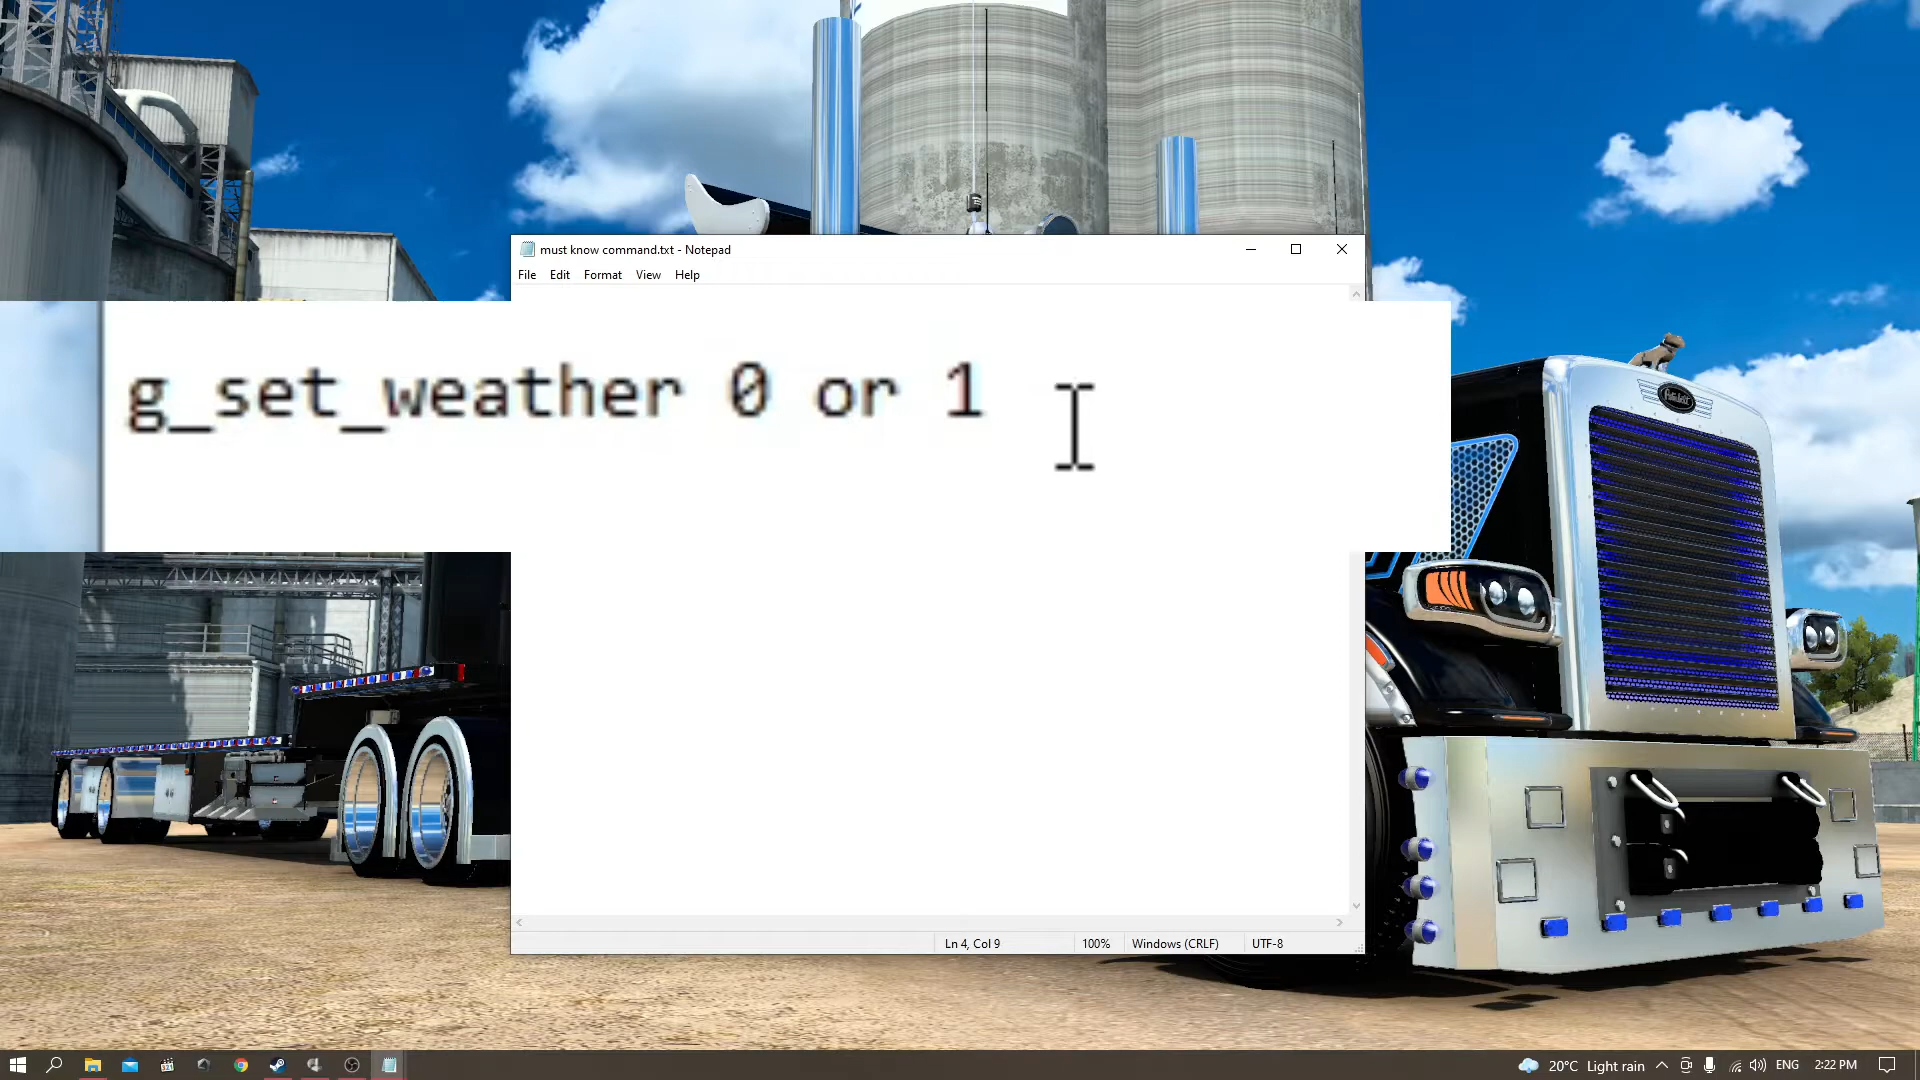 must know command.txt - Notepad
File Edit Format View Help
g_set_weather 0 or 1
Ln 4, Col 9 100% Windows (CRLF) UTF-8
20°C Light rain ENG 2:22 PM